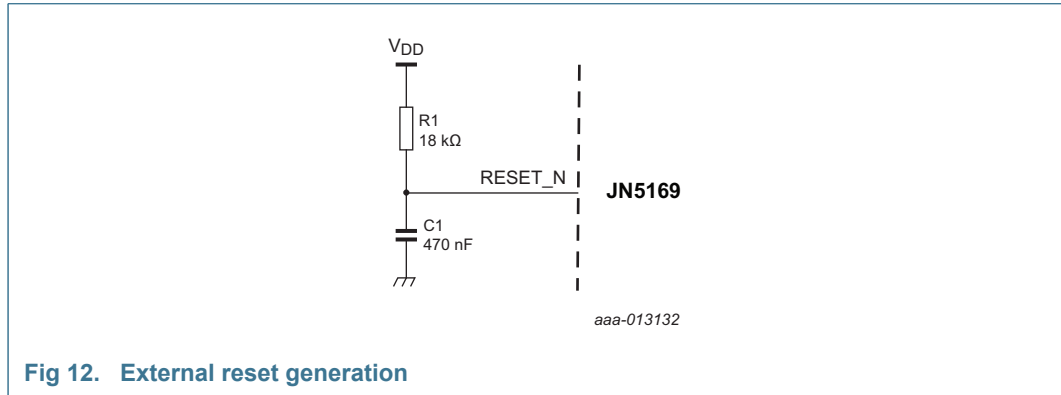 VDD
R1
18 kΩ
RESET_N
JN5169
C1
470 nF
aaa-013132
Fig 12. External reset generation